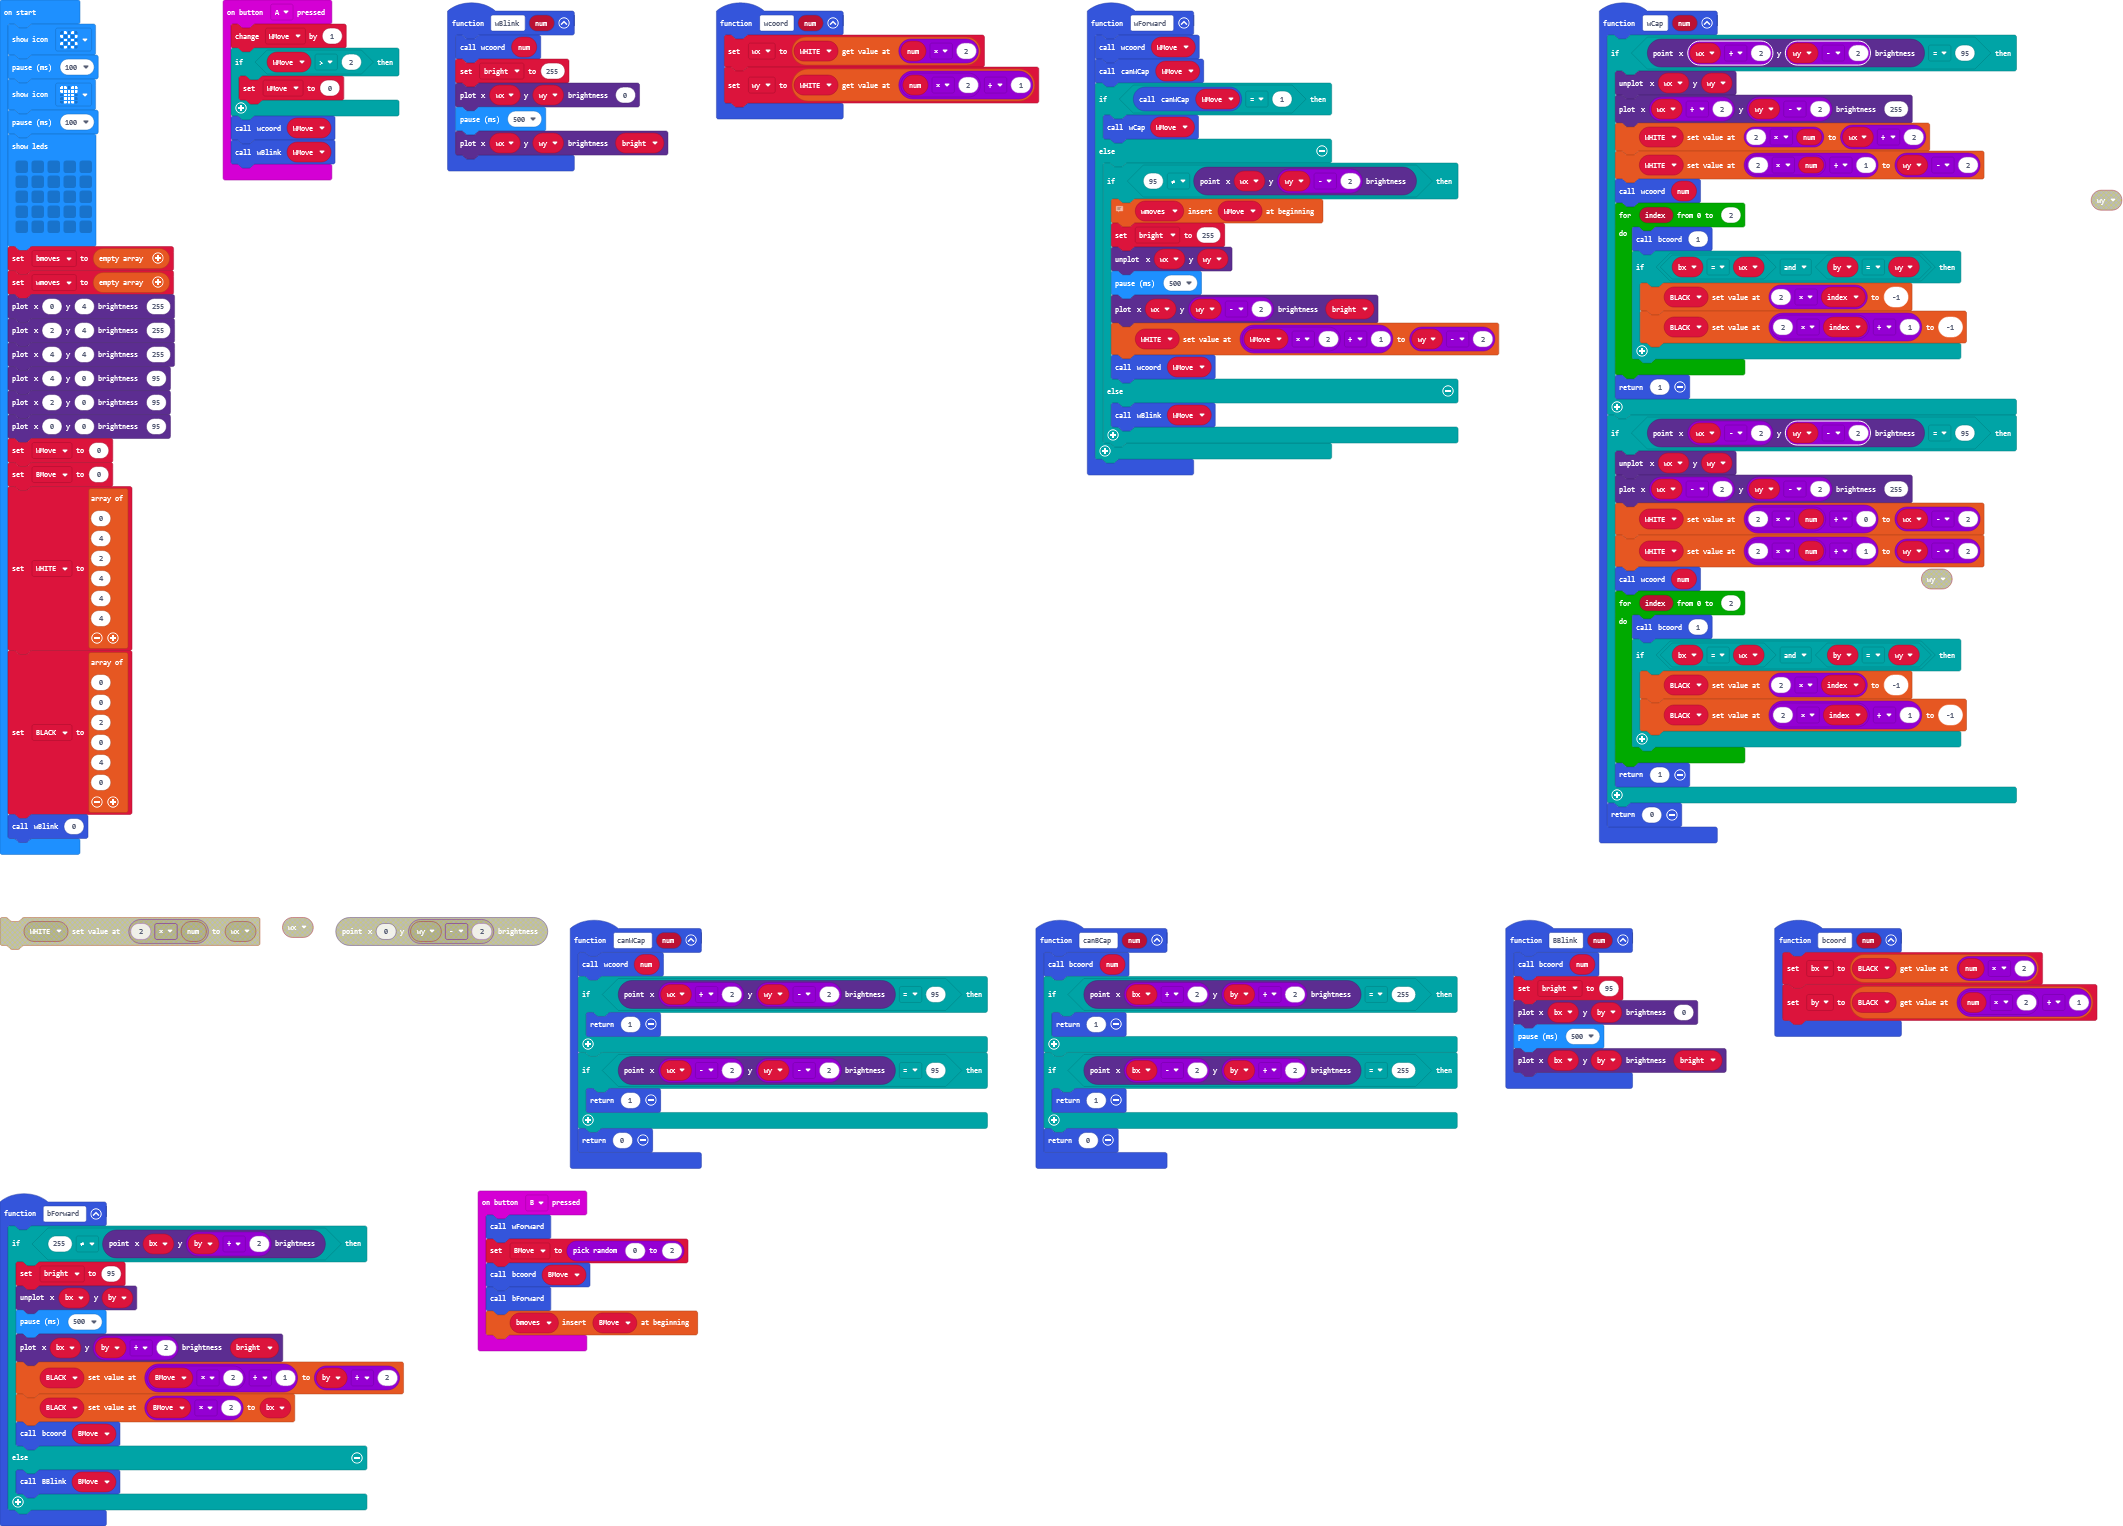 on start
show icon
pause (ms) 100
show icon
pause (ms) 100
show leds
set bmoves to empty array
set wmoves to empty array
plot x 0 y 4 brightness 255
plot x 2 y 4 brightness 255
plot x 4 y 4 brightness 255
plot x 4 y 0 brightness 95
plot x 2 y 0 brightness 95
plot x 0 y 0 brightness 95
set WMove to 0
set BMove to 0
set WHITE to array of
0
4
2
4
4
4
set BLACK to array of
0
0
2
0
4
0
call wBlink 0
on button A pressed
change WMove by 1
if WMove > 2 then
set WMove to 0
call wcoord WMove
call wBlink WMove
function wBlink num
call wcoord num
set bright to 255
plot x wx y wy brightness 0
pause (ms) 500
plot x wx y wy brightness bright
function wcoord num
set wx to WHITE get value at num × 2
set wy to WHITE get value at num × 2 + 1
function wForward
call wcoord WMove
call canWCap WMove
if call canWCap WMove = 1 then
call wCap WMove
else
if 95 ≠ point x wx y wy - 2 brightness then
wmoves insert WMove at beginning
set bright to 255
unplot x wx y wy
pause (ms) 500
plot x wx y wy - 2 brightness bright
WHITE set value at WMove × 2 + 1 to wy - 2
call wcoord WMove
else
call wBlink WMove
function wCap num
if point x wx + 2 y wy - 2 brightness = 95 then
unplot x wx y wy
plot x wx + 2 y wy - 2 brightness 255
WHITE set value at 2 × num to wx + 2
WHITE set value at 2 × num + 1 to wy - 2
call wcoord num
for index from 0 to 2
do
call bcoord 1
if bx = wx and by = wy then
BLACK set value at 2 × index to -1
BLACK set value at 2 × index + 1 to -1
return 1
if point x wx - 2 y wy - 2 brightness = 95 then
unplot x wx y wy
plot x wx - 2 y wy - 2 brightness 255
WHITE set value at 2 × num + 0 to wx - 2
WHITE set value at 2 × num + 1 to wy - 2
call wcoord num
for index from 0 to 2
do
call bcoord 1
if bx = wx and by = wy then
BLACK set value at 2 × index to -1
BLACK set value at 2 × index + 1 to -1
return 1
return 0
wy
wy
WHITE set value at 2 × num to wx
wx
point x 0 y wy - 2 brightness
function canWCap num
call wcoord num
if point x wx + 2 y wy - 2 brightness = 95 then
return 1
if point x wx - 2 y wy - 2 brightness = 95 then
return 1
return 0
function canBCap num
call bcoord num
if point x bx + 2 y by + 2 brightness = 255 then
return 1
if point x bx - 2 y by + 2 brightness = 255 then
return 1
return 0
function BBlink num
call bcoord num
set bright to 95
plot x bx y by brightness 0
pause (ms) 500
plot x bx y by brightness bright
function bcoord num
set bx to BLACK get value at num × 2
set by to BLACK get value at num × 2 + 1
function bForward
if 255 ≠ point x bx y by + 2 brightness then
set bright to 95
unplot x bx y by
pause (ms) 500
plot x bx y by + 2 brightness bright
BLACK set value at BMove × 2 + 1 to by + 2
BLACK set value at BMove × 2 to bx
call bcoord BMove
else
call BBlink BMove
on button B pressed
call wForward
set BMove to pick random 0 to 2
call bcoord BMove
call bForward
bmoves insert BMove at beginning